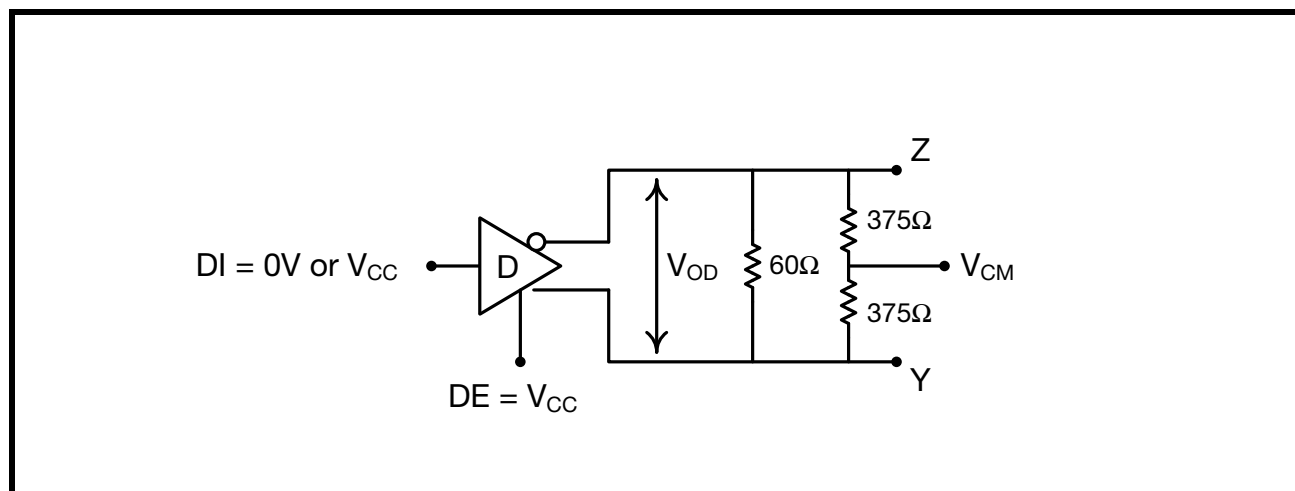 Z
375Ω
DI = 0V or VCC
D
VOD
60Ω
VCM
375Ω
DE = VCC
Y